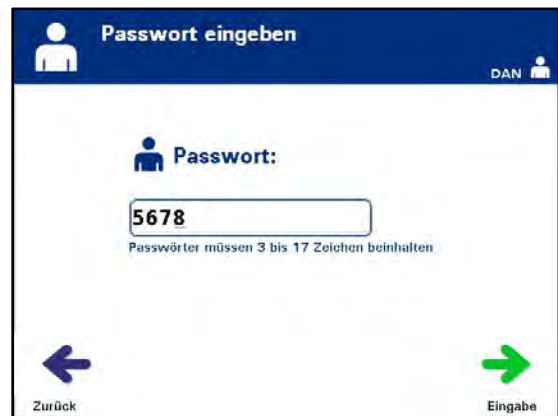 Passwort eingeben
DAN
Passwort:
5678
Passwörter müssen 3 bis 17 Zeichen beinhalten
Zurück
Eingabe